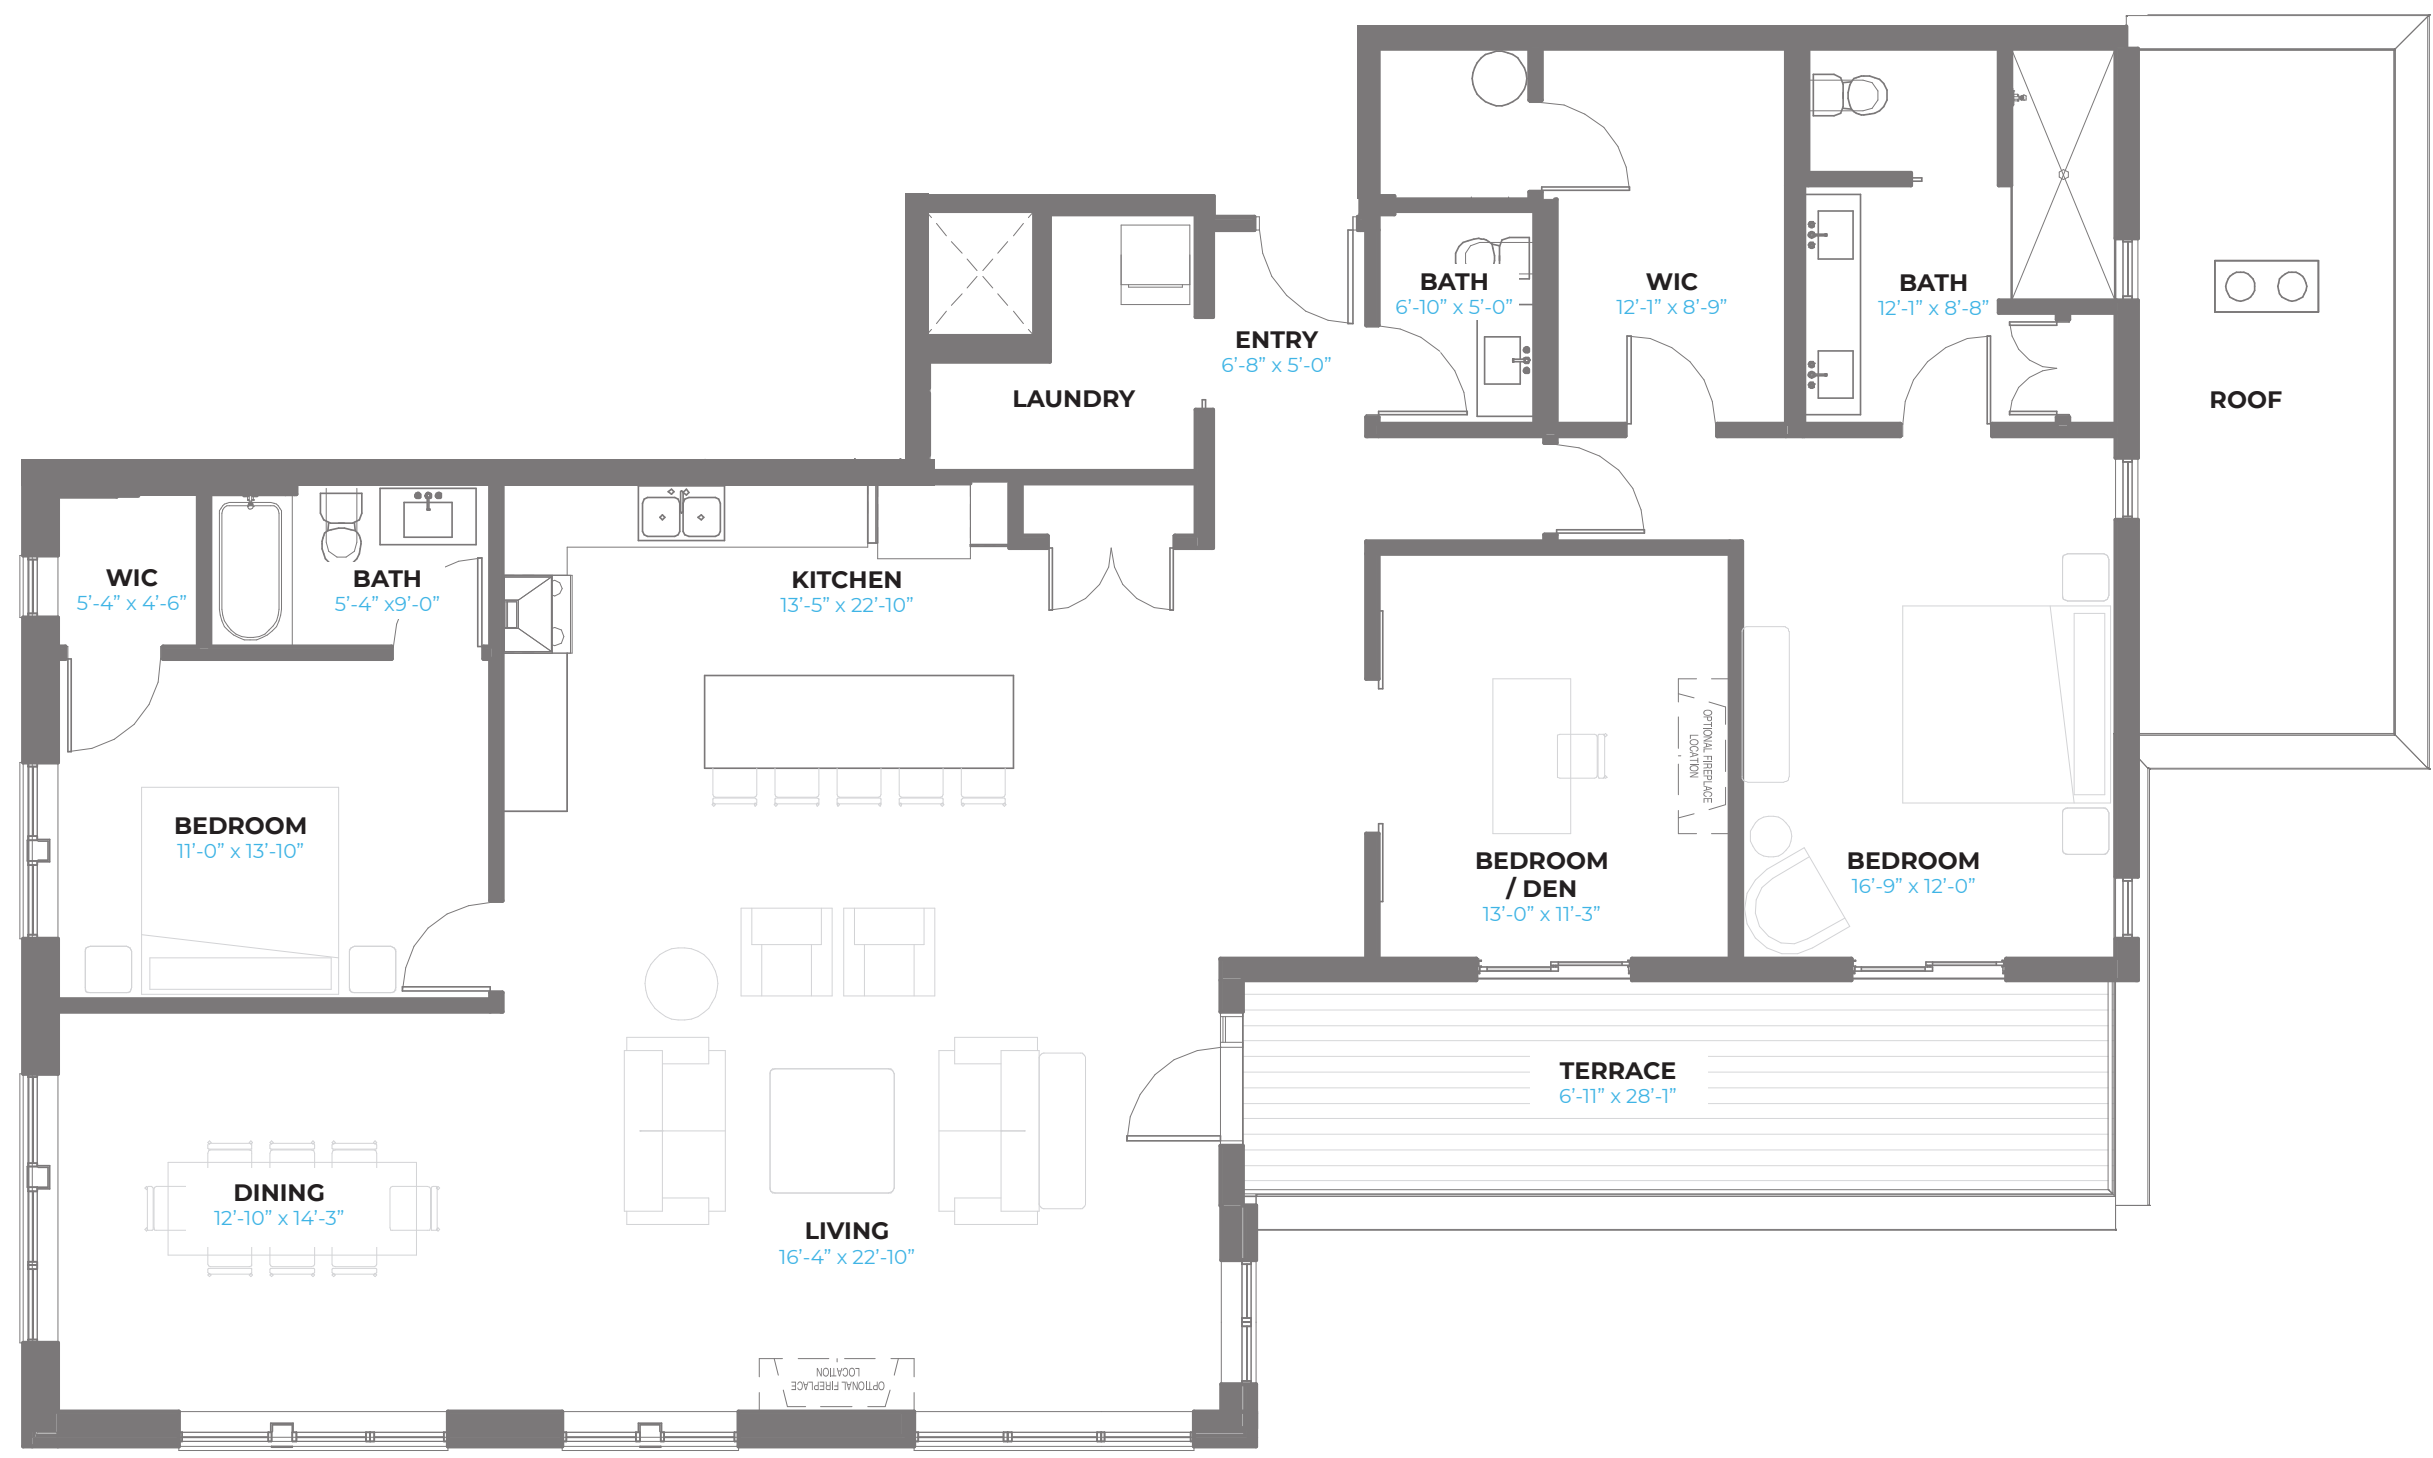 BATH
6’-10” x 5’-0”
WIC
12’-1” x 8’-9”
BATH
12’-1” x 8’-8”
ENTRY
6’-8” x 5’-0”
LAUNDRY
ROOF
WIC
5’-4” x 4’-6”
BATH
5’-4” x9’-0”
KITCHEN
13’-5” x 22’-10”
OPTIONAL FIREPLACE
LOCATION
BEDROOM
11’-0” x 13’-10”
BEDROOM
/ DEN
13’-0” x 11’-3”
BEDROOM
16’-9” x 12’-0”
TERRACE
6’-11” x 28’-1”
DINING
12’-10” x 14’-3”
LIVING
16’-4” x 22’-10”
OPTIONAL FIREPLACE
LOCATION